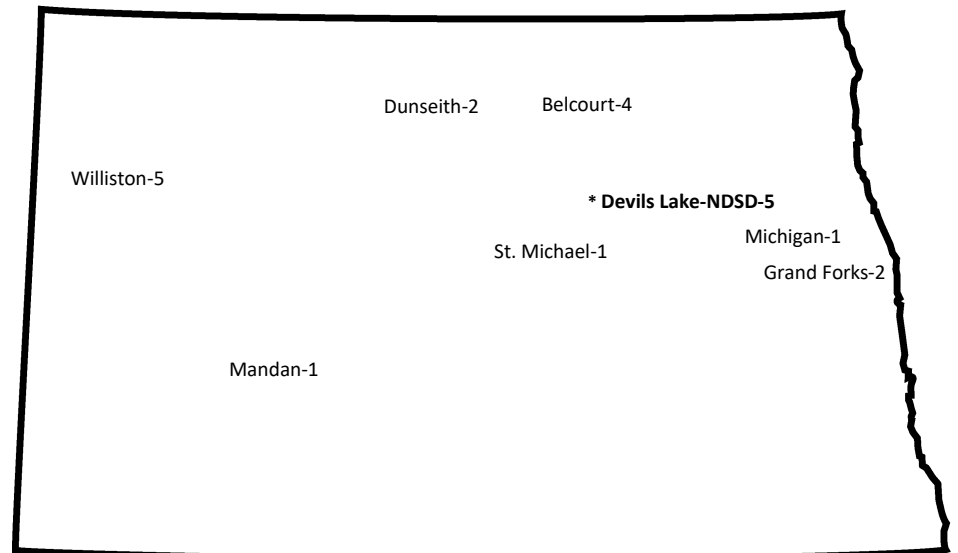 Dunseith-2
Belcourt-4
Williston-5
* Devils Lake-NDSD-5
Michigan-1
St. Michael-1
Grand Forks-2
Mandan-1